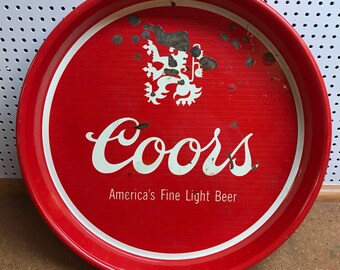 Coors
America's Fine Light Beer